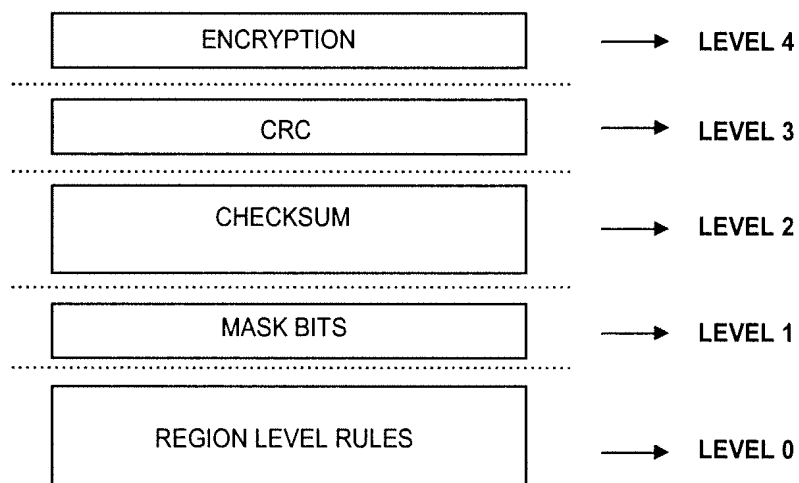 ENCRYPTION LEVEL 4
CRC LEVEL 3
CHECKSUM LEVEL 2
MASK BITS LEVEL 1
REGION LEVEL RULES LEVEL 0